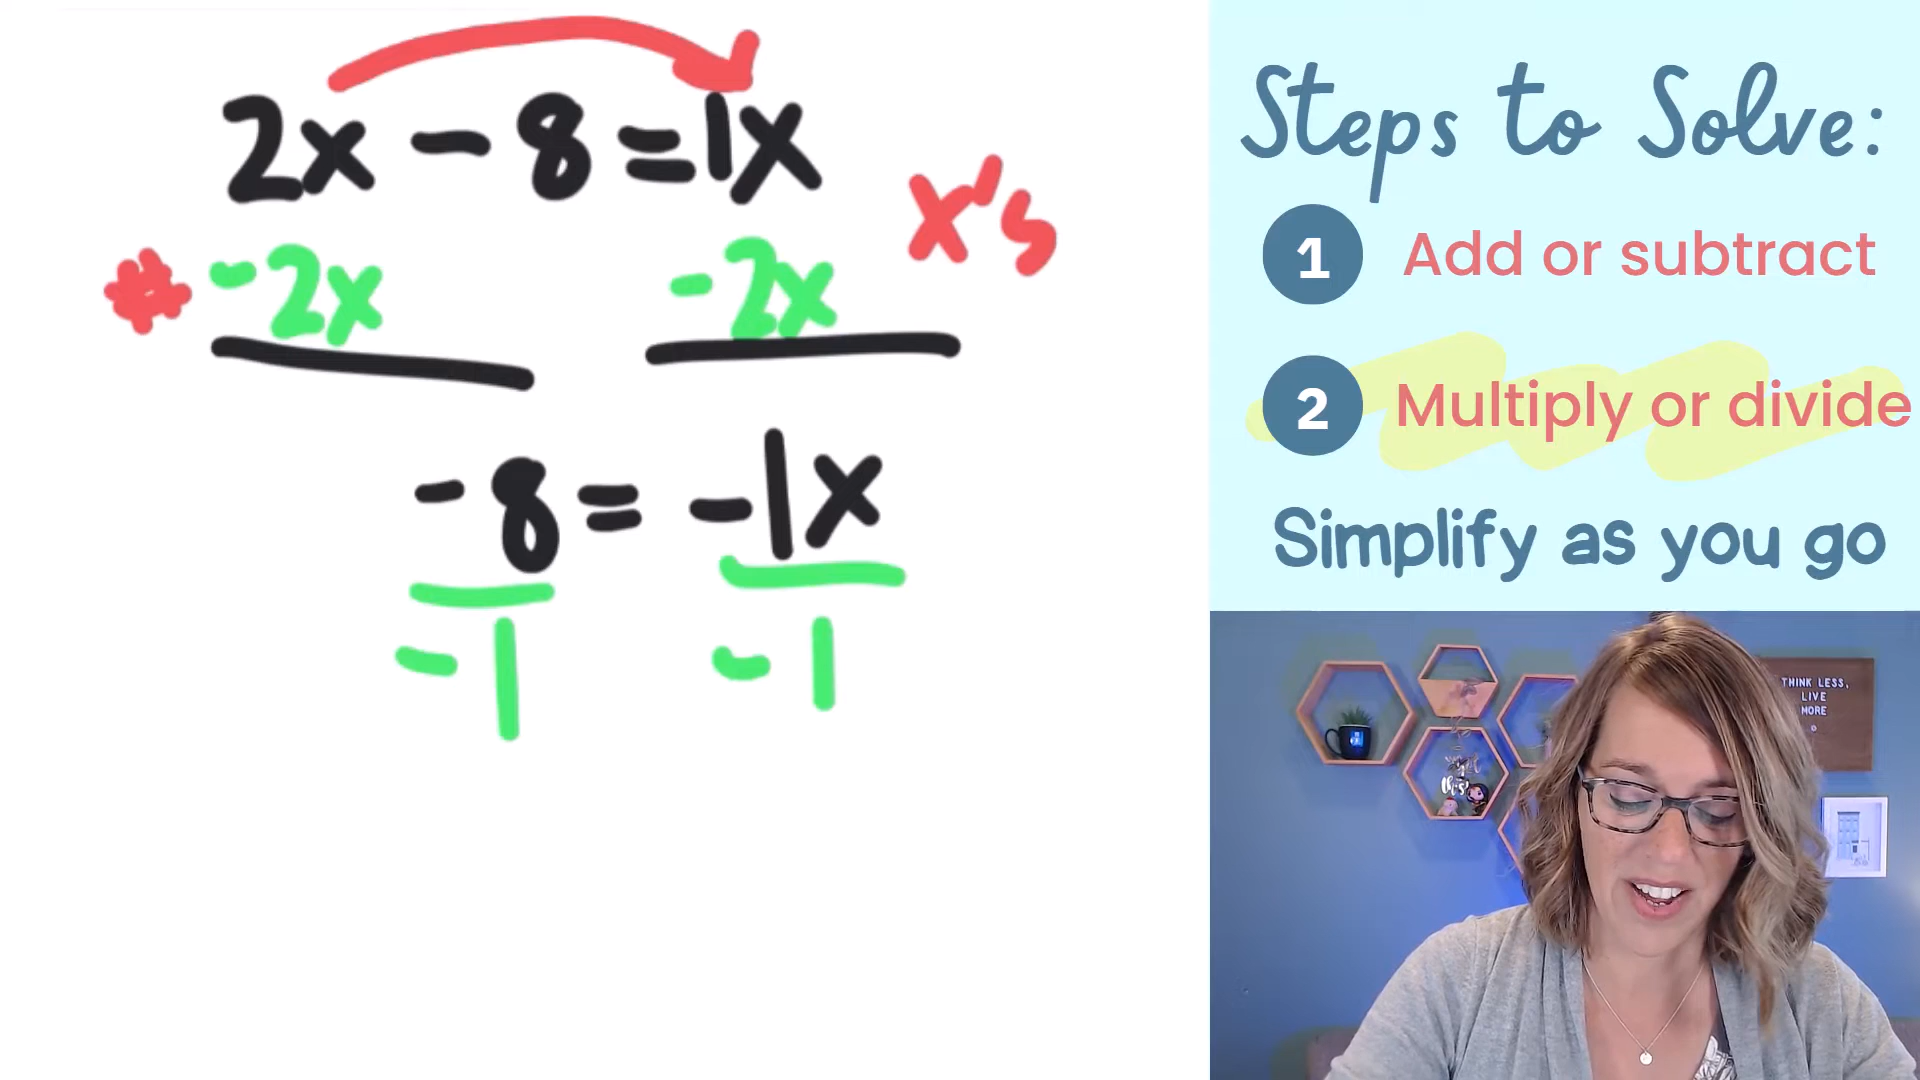 2x - 8 = 1x
# -2x -2x x's
-8 = -1x
-1 -1
Steps to Solve:
1 Add or subtract
2 Multiply or divide
Simplify as you go
THINK LESS,
LIVE
MORE